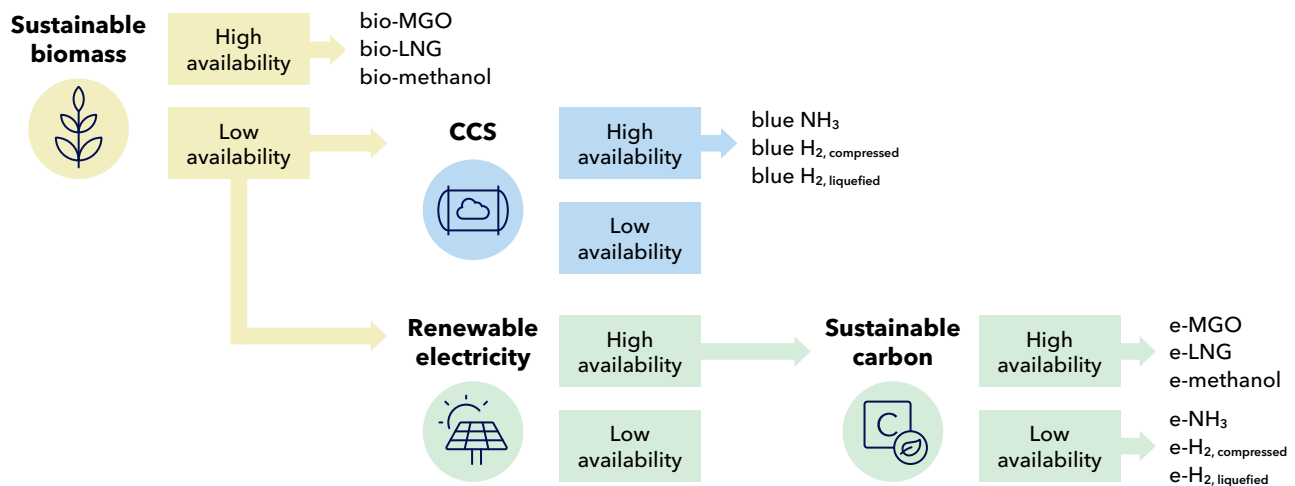 Sustainable
biomass
High
availability
bio-MGO
bio-LNG
bio-methanol
Low
availability
CCS
High
availability
blue NH₃
blue H₂, compressed
blue H₂, liquefied
Low
availability
Renewable
electricity
High
availability
Sustainable
carbon
High
availability
e-MGO
e-LNG
e-methanol
Low
availability
C
Low
availability
e-NH₃
e-H₂, compressed
e-H₂, liquefied